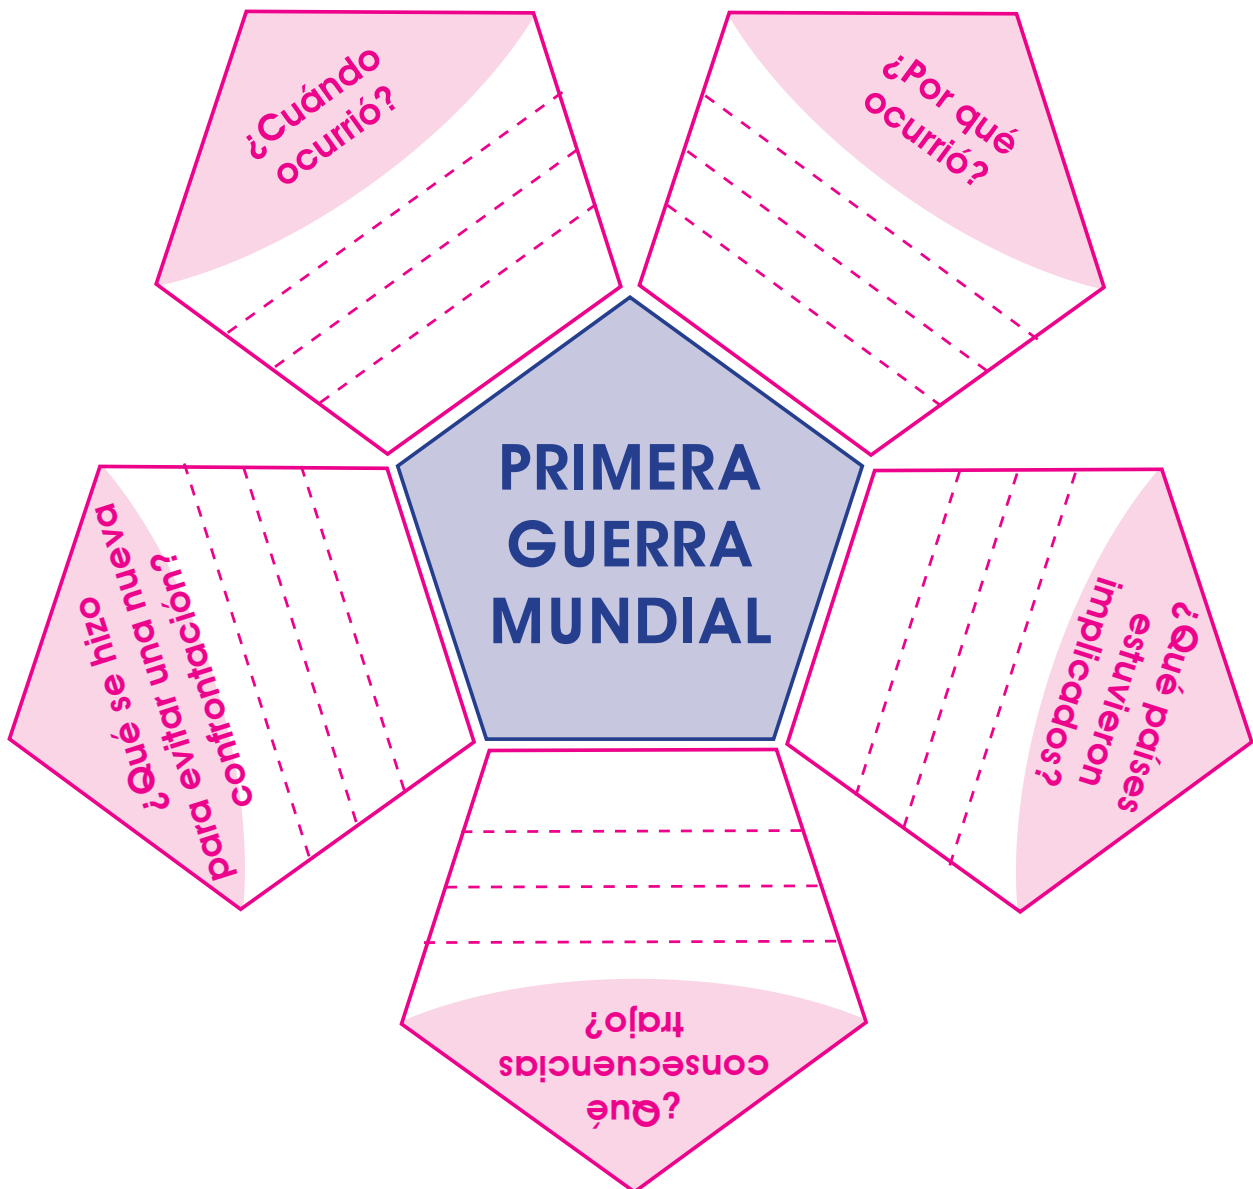 ¿Cuándo
ocurrió?
¿Por qué
ocurrió?
PRIMERA
GUERRA
MUNDIAL
¿Qué se hizo
para evitar una nueva
confrontación?
¿Qué países
estuvieron
implicados?
¿Qué
consecuencias
trajo?